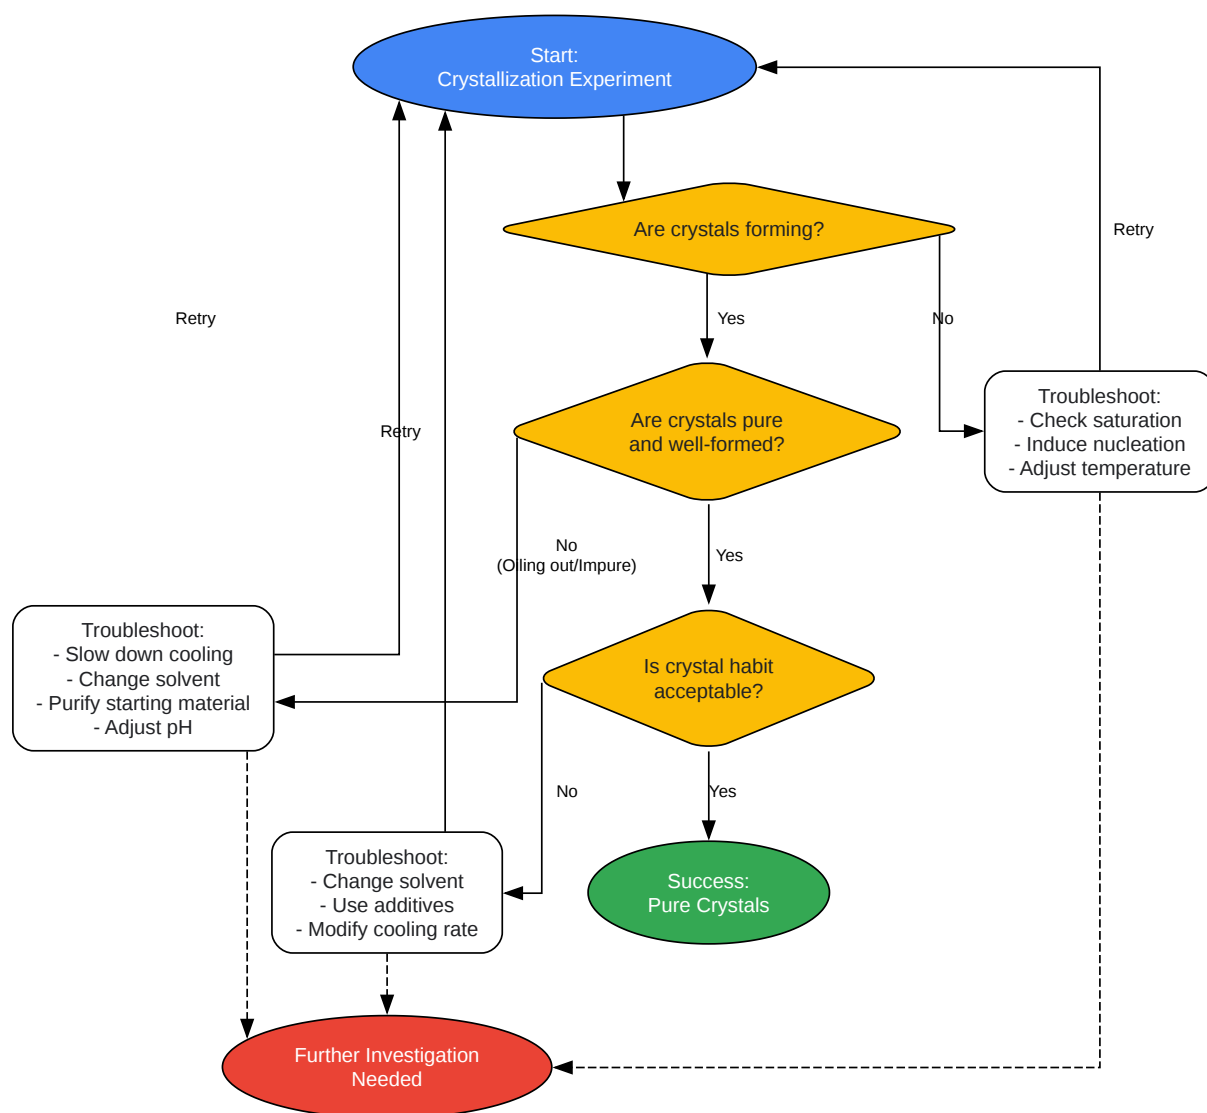 Start:
Crystallization Experiment
Are crystals forming?
Retry
Retry
Yes
No
Troubleshoot:
- Check saturation
- Induce nucleation
- Adjust temperature
Are crystals pure
and well-formed?
Retry
No
(Oiling out/Impure)
Yes
Troubleshoot:
- Slow down cooling
- Change solvent
- Purify starting material
- Adjust pH
Is crystal habit
acceptable?
No
Yes
Troubleshoot:
- Change solvent
- Use additives
- Modify cooling rate
Success:
Pure Crystals
Further Investigation
Needed